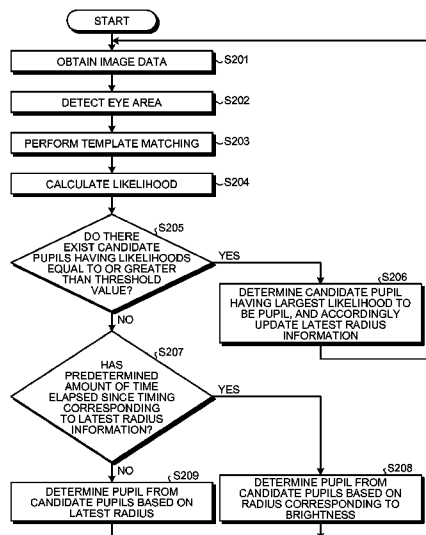 START
OBTAIN IMAGE DATA
S201
DETECT EYE AREA
S202
PERFORM TEMPLATE MATCHING
S203
CALCULATE LIKELIHOOD
S204
S205
DO THERE
EXIST CANDIDATE
PUPILS HAVING LIKELIHOODS
EQUAL TO OR GREATER
THAN THRESHOLD
VALUE?
YES
S206
DETERMINE CANDIDATE PUPIL
HAVING LARGEST LIKELIHOOD TO
BE PUPIL, AND ACCORDINGLY
UPDATE LATEST RADIUS
INFORMATION
NO
S207
HAS
PREDETERMINED
AMOUNT OF TIME
ELAPSED SINCE TIMING
CORRESPONDING
TO LATEST RADIUS
INFORMATION?
YES
NO
S209
DETERMINE PUPIL FROM
CANDIDATE PUPILS BASED ON
LATEST RADIUS
S208
DETERMINE PUPIL FROM
CANDIDATE PUPILS BASED ON
RADIUS CORRESPONDING TO
BRIGHTNESS